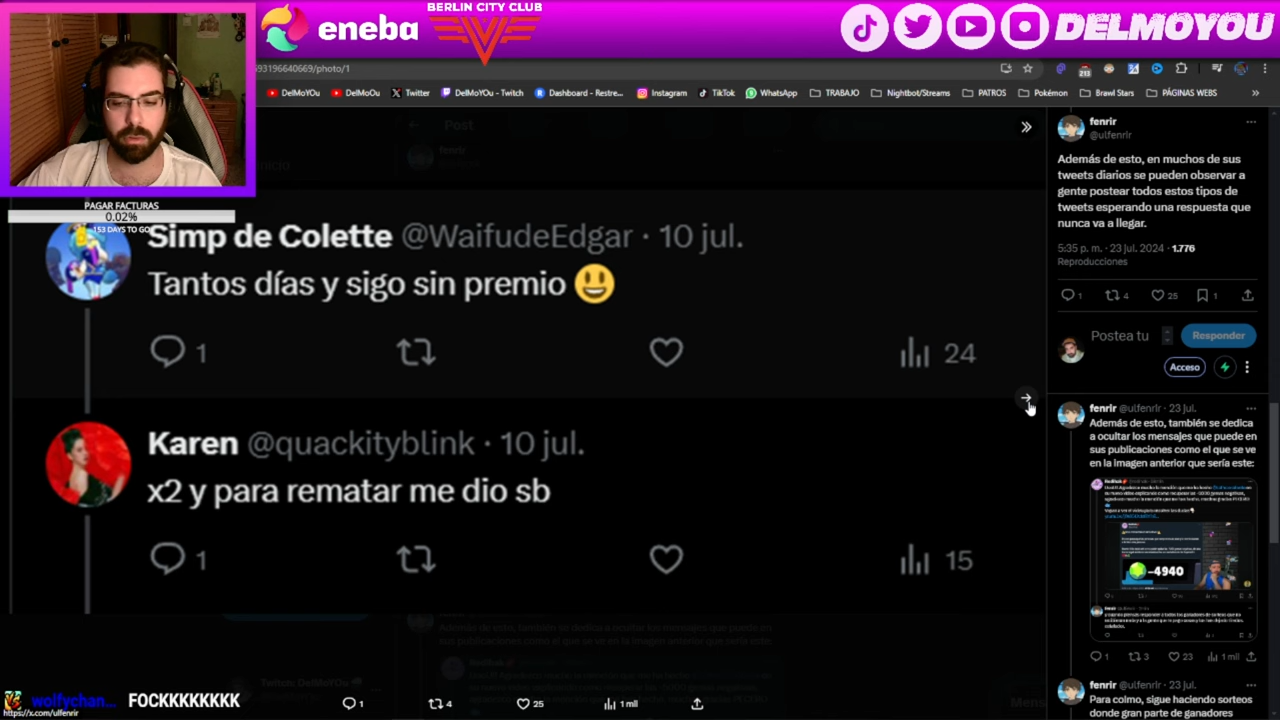 BERLIN CITY CLUB
eneba
DELMOYOU
593196640669/photo/1
DelMoYOu
DelMoOu
Twitter
DelMoYOu - Twitch
Dashboard - Restre...
Instagram
TikTok
WhatsApp
TRABAJO
Nightbot/Streams
PATROS
Pokémon
Brawl Stars
PÁGINAS WEBS
PAGAR FACTURAS
0.02%
153 DAYS TO GO
Post
fenrir
Simp de Colette @WaifudeEdgar · 10 jul.
Tantos días y sigo sin premio 😃
1
24
Karen @quackityblink · 10 jul.
x2 y para rematar me dio sb
1
15
fenrir
@ulfenrir
Además de esto, en muchos de sus
tweets diarios se pueden observar a
gente postear todos estos tipos de
tweets esperando una respuesta que
nunca va a llegar.
5:35 p. m. · 23 jul. 2024 · 1.776
Reproducciones
1 4 25 1
Postea tu
Responder
Acceso
fenrir @ulfenrir · 23 jul.
Además de esto, también se dedica
a ocultar los mensajes que puede en
sus publicaciones como el que se ve
en la imagen anterior que sería este:
-4940
1 3 23 1 mil
fenrir @ulfenrir · 23 jul.
Para colmo, sigue haciendo sorteos
donde gran parte de ganadores
Twitch: DelMoYOu
wolfychan... FOCKKKKKKKK
https://x.com/ulfenrir
1 4 25 1 mil